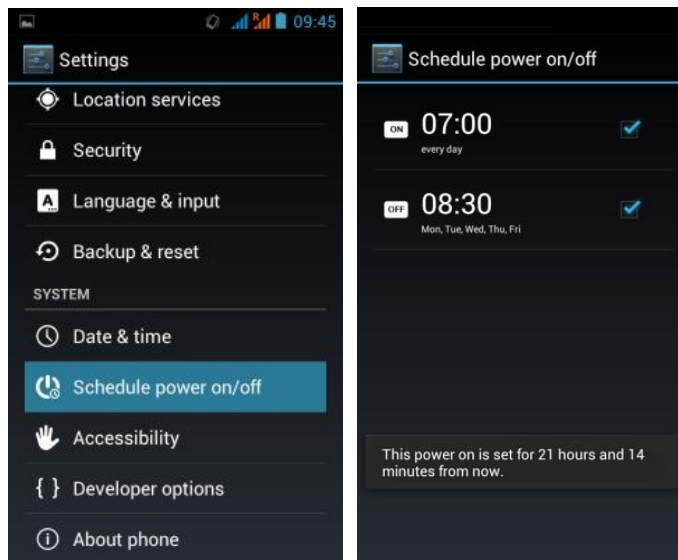 R
09:45
Settings
Location services
Security
A
Language & input
Backup & reset
SYSTEM
Date & time
Schedule power on/off
Accessibility
{ } Developer options
About phone
Schedule power on/off
ON
07:00
every day
OFF
08:30
Mon, Tue, Wed, Thu, Fri
This power on is set for 21 hours and 14
minutes from now.